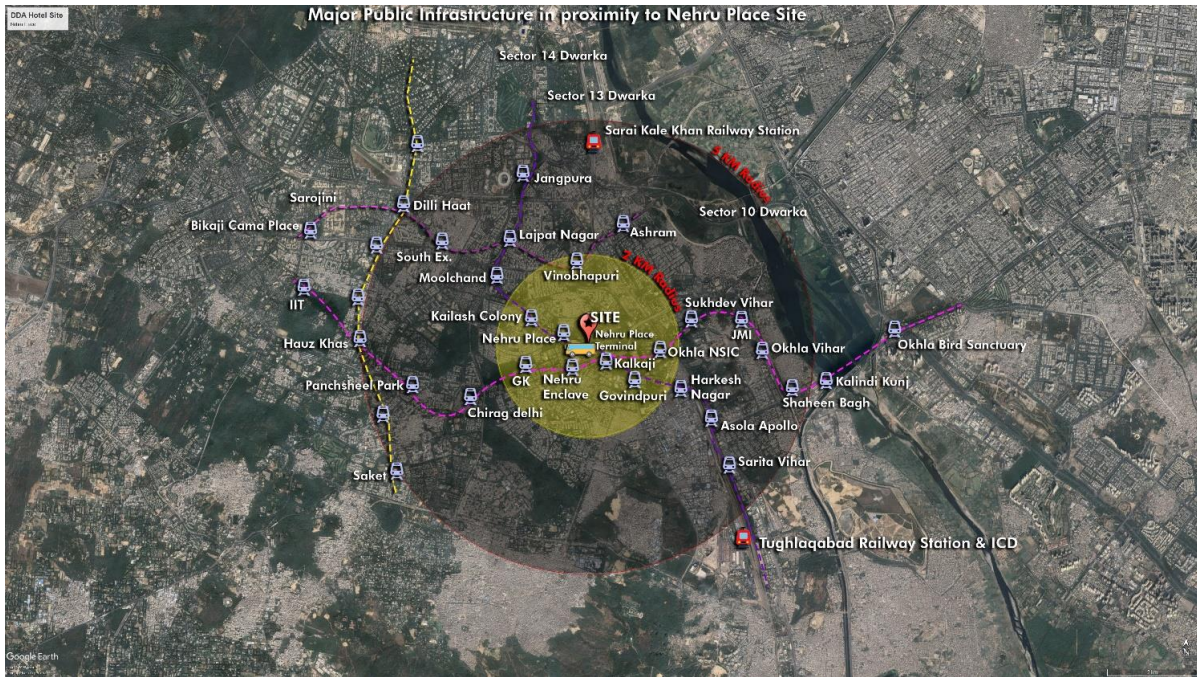 DDA Hotel Site
Major Public Infrastructure in proximity to Nehru Place Site
Sector 14 Dwarka
Sector 13 Dwarka
Sarai Kale Khan Railway Station
5 KM Radius
Jangpura
Sarojini
Dilli Haat
Sector 10 Dwarka
Bikaji Cama Place
Lajpat Nagar
Ashram
South Ex.
Moolchand
Vinobhapuri
2 KM Radius
IIT
Sukhdev Vihar
Kailash Colony
SITE
Nehru Place
Nehru Place
Terminal
JMI
Hauz Khas
Okhla NSIC
Okhla Vihar
Okhla Bird Sanctuary
Kalkaji
Panchsheel Park
GK
Nehru
Enclave
Govindpuri
Harkesh
Nagar
Kalindi Kunj
Shaheen Bagh
Chirag delhi
Asola Apollo
Saket
Sarita Vihar
Tughlaqabad Railway Station & ICD
Google Earth